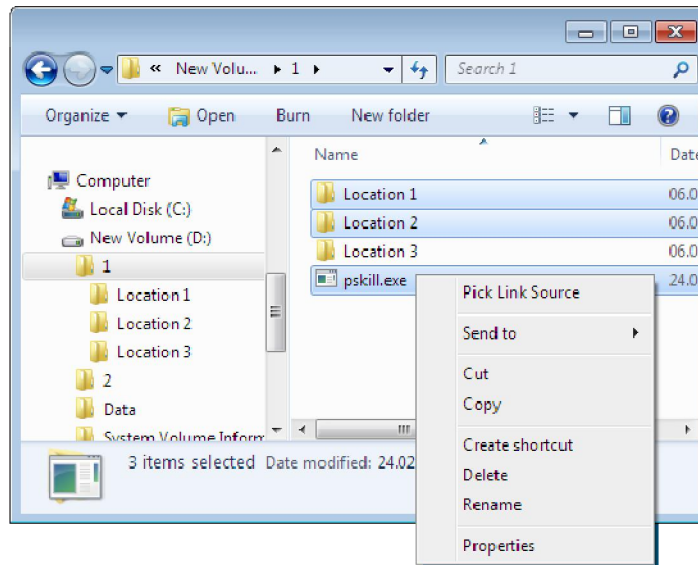 « New Volu... 1
Search 1
Organize Open Burn New folder
Name Date
Computer
Local Disk (C:)
New Volume (D:)
1
Location 1
Location 2
Location 3
2
Data
System Volume Inform
Location 1 06.0
Location 2 06.0
Location 3 06.0
pskill.exe 24.0
Pick Link Source
Send to
Cut
Copy
Create shortcut
Delete
Rename
Properties
3 items selected Date modified: 24.02